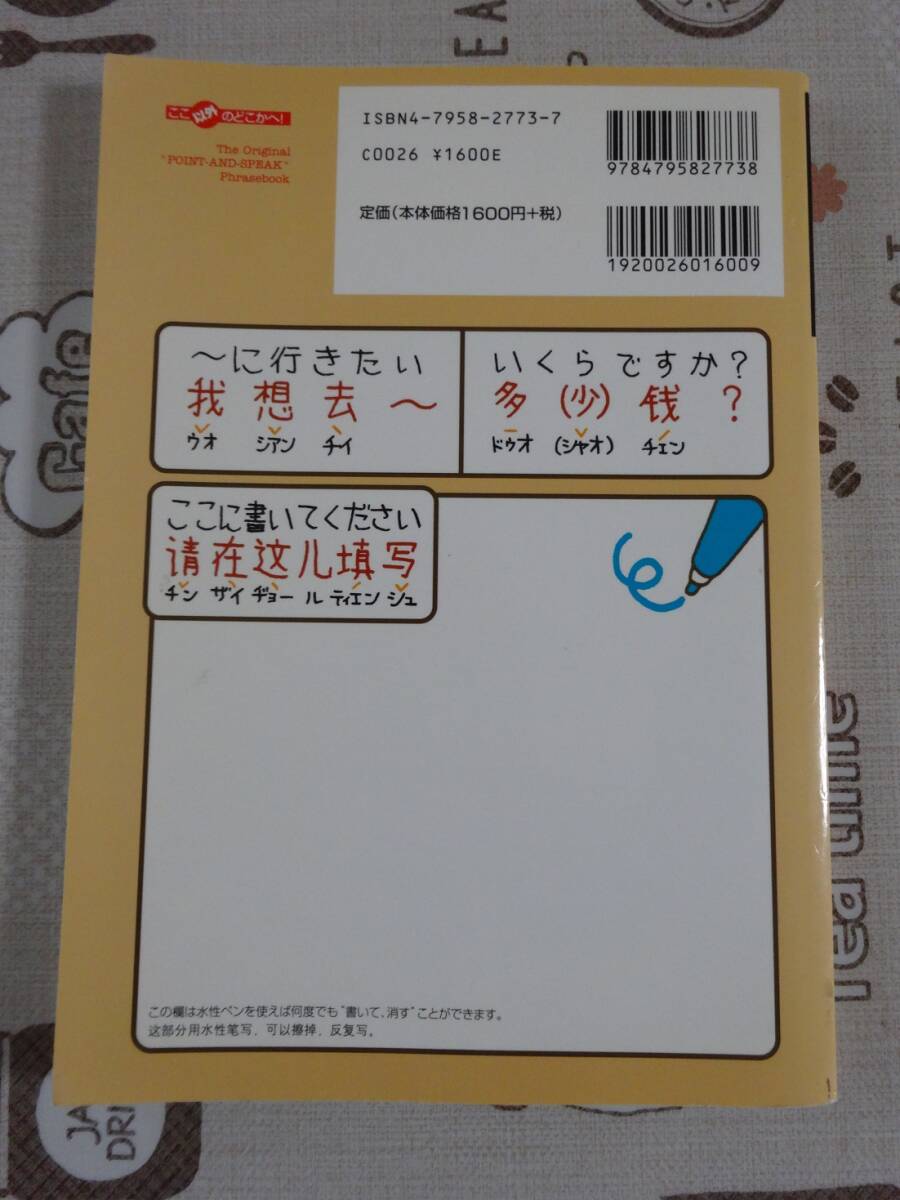 ここ以外のどこかへ!
The Original
"POINT-AND-SPEAK"
Phrasebook
ISBN4-7958-2773-7
C0026 ¥1600E
定価(本体価格1600円+税)
9784795827738
1920026016009
〜に行きたい
我 想 去 〜
ウオ シアン チイ
いくらですか?
多 (少) 钱 ?
ドゥオ (シャオ) チェン
ここに書いてください
请在这儿填写
チン ザイ ヂョー ル ティエン シュ
この欄は水性ペンを使えば何度でも"書いて、消す"ことができます。
这部分用水性笔写,可以擦掉,反复写。
Cafe